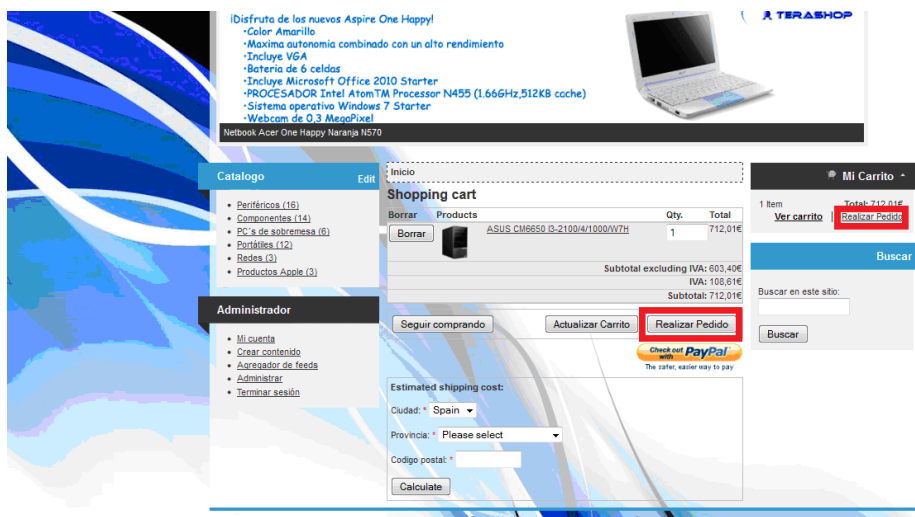 ¡Disfruta de los nuevos Aspire One Happy!
·Color Amarillo
·Maxima autonomia combinado con un alto rendimiento
·Incluye VGA
·Bateria de 6 celdas
·Incluye Microsoft Office 2010 Starter
·PROCESADOR Intel AtomTM Processor N455 (1.66GHz,512KB cache)
·Sistema operativo Windows 7 Starter
·Webcam de 0,3 MegaPixel
TERASHOP
Netbook Acer One Happy Naranja N570
Catalogo
Edit
Periféricos (16)
Componentes (14)
PC´s de sobremesa (6)
Portátiles (12)
Redes (3)
Productos Apple (3)
Administrador
Mi cuenta
Crear contenido
Agregador de feeds
Administrar
Terminar sesión
Inicio
Shopping cart
Borrar Products Qty. Total
Borrar ASUS CM6650 I3-2100/4/1000/W7H 1 712,01€
Subtotal excluding IVA: 603,40€
IVA: 108,61€
Subtotal: 712,01€
Seguir comprando Actualizar Carrito Realizar Pedido
Check out with PayPal
The safer, easier way to pay
Estimated shipping cost:
Ciudad: * Spain
Provincia: * Please select
Codigo postal: *
Calculate
Mi Carrito
1 Item Total: 712,01€
Ver carrito | Realizar Pedido
Buscar
Buscar en este sitio:
Buscar